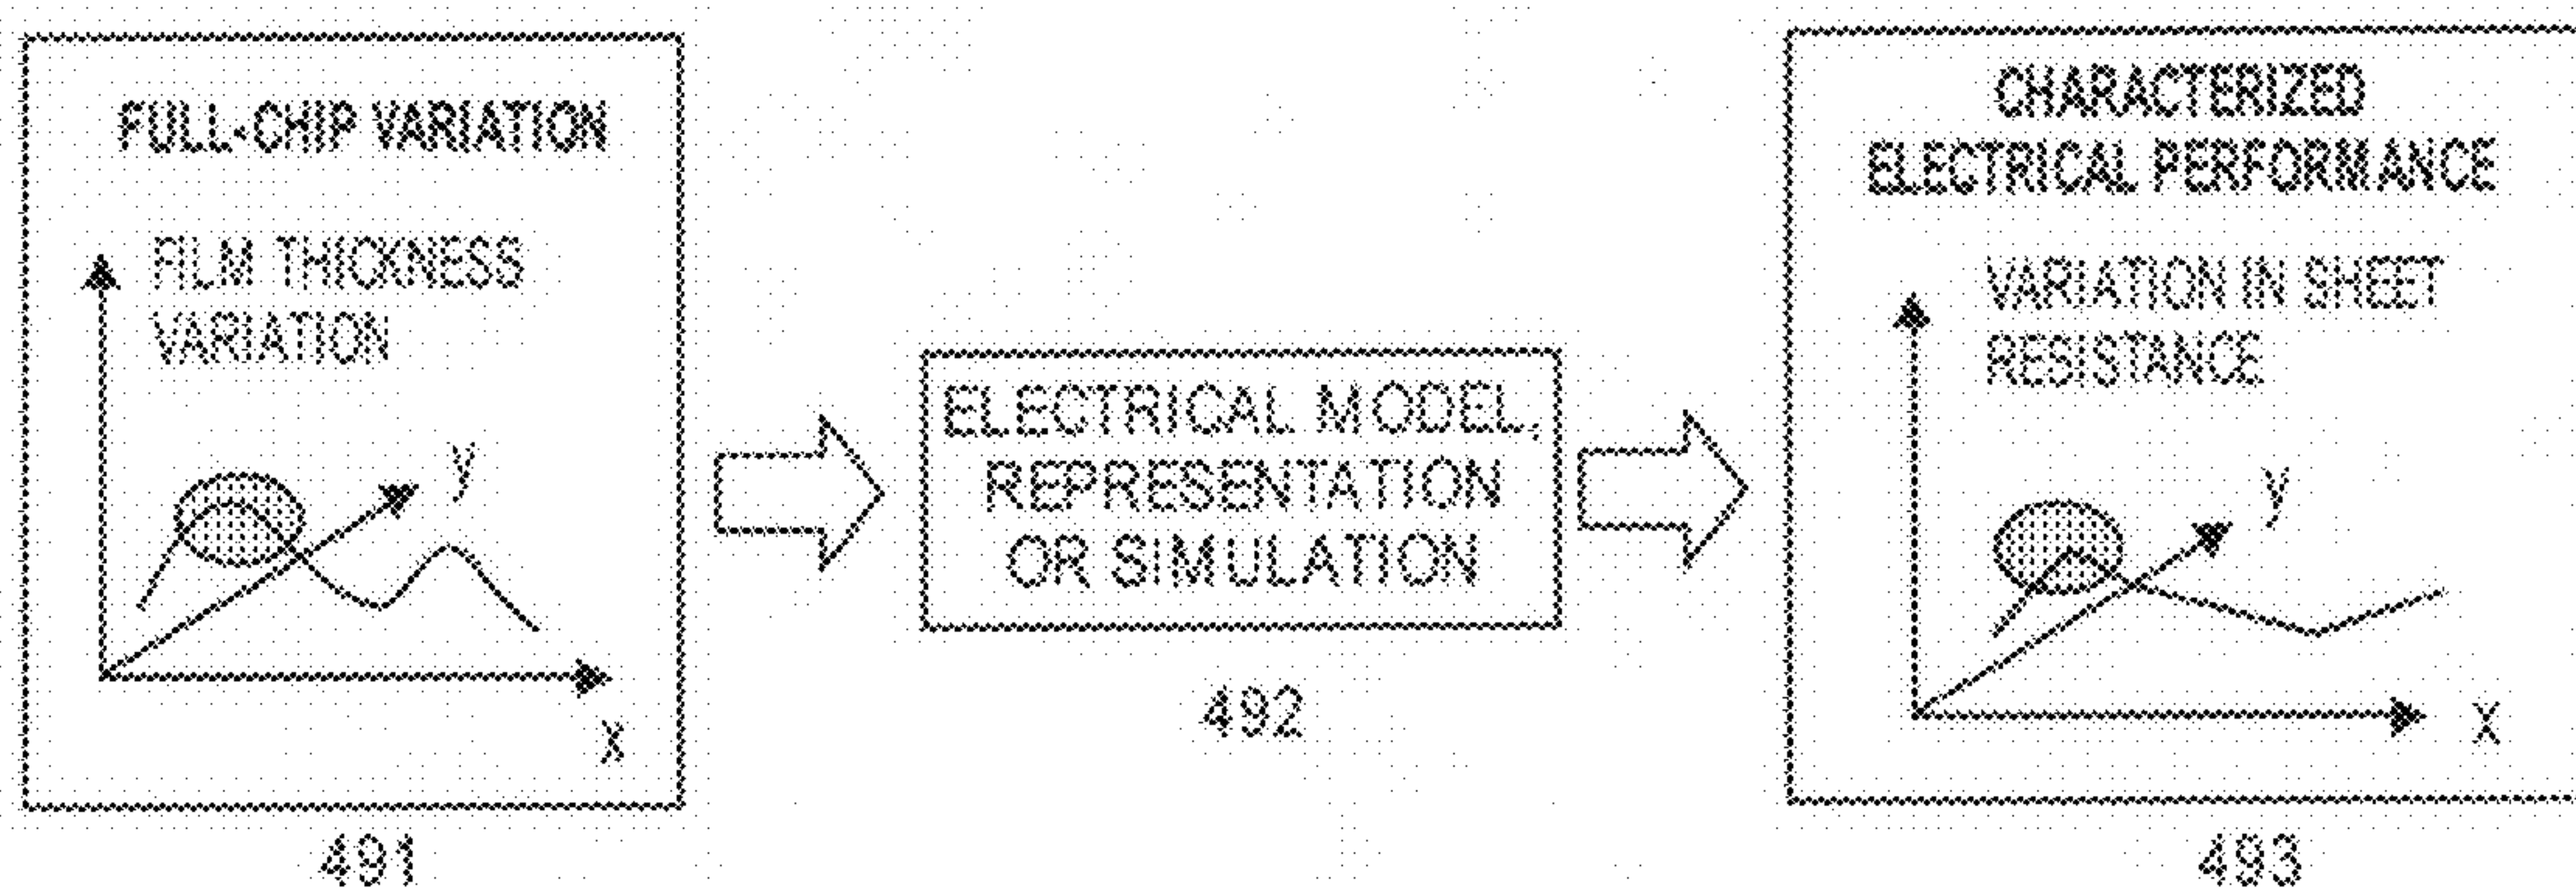 FULL-CHIP VARIATION
FILM THICKNESS
VARIATION
y
x
491
ELECTRICAL MODEL,
REPRESENTATION
OR SIMULATION
492
CHARACTERIZED
ELECTRICAL PERFORMANCE
VARIATION IN SHEET
RESISTANCE
y
x
493